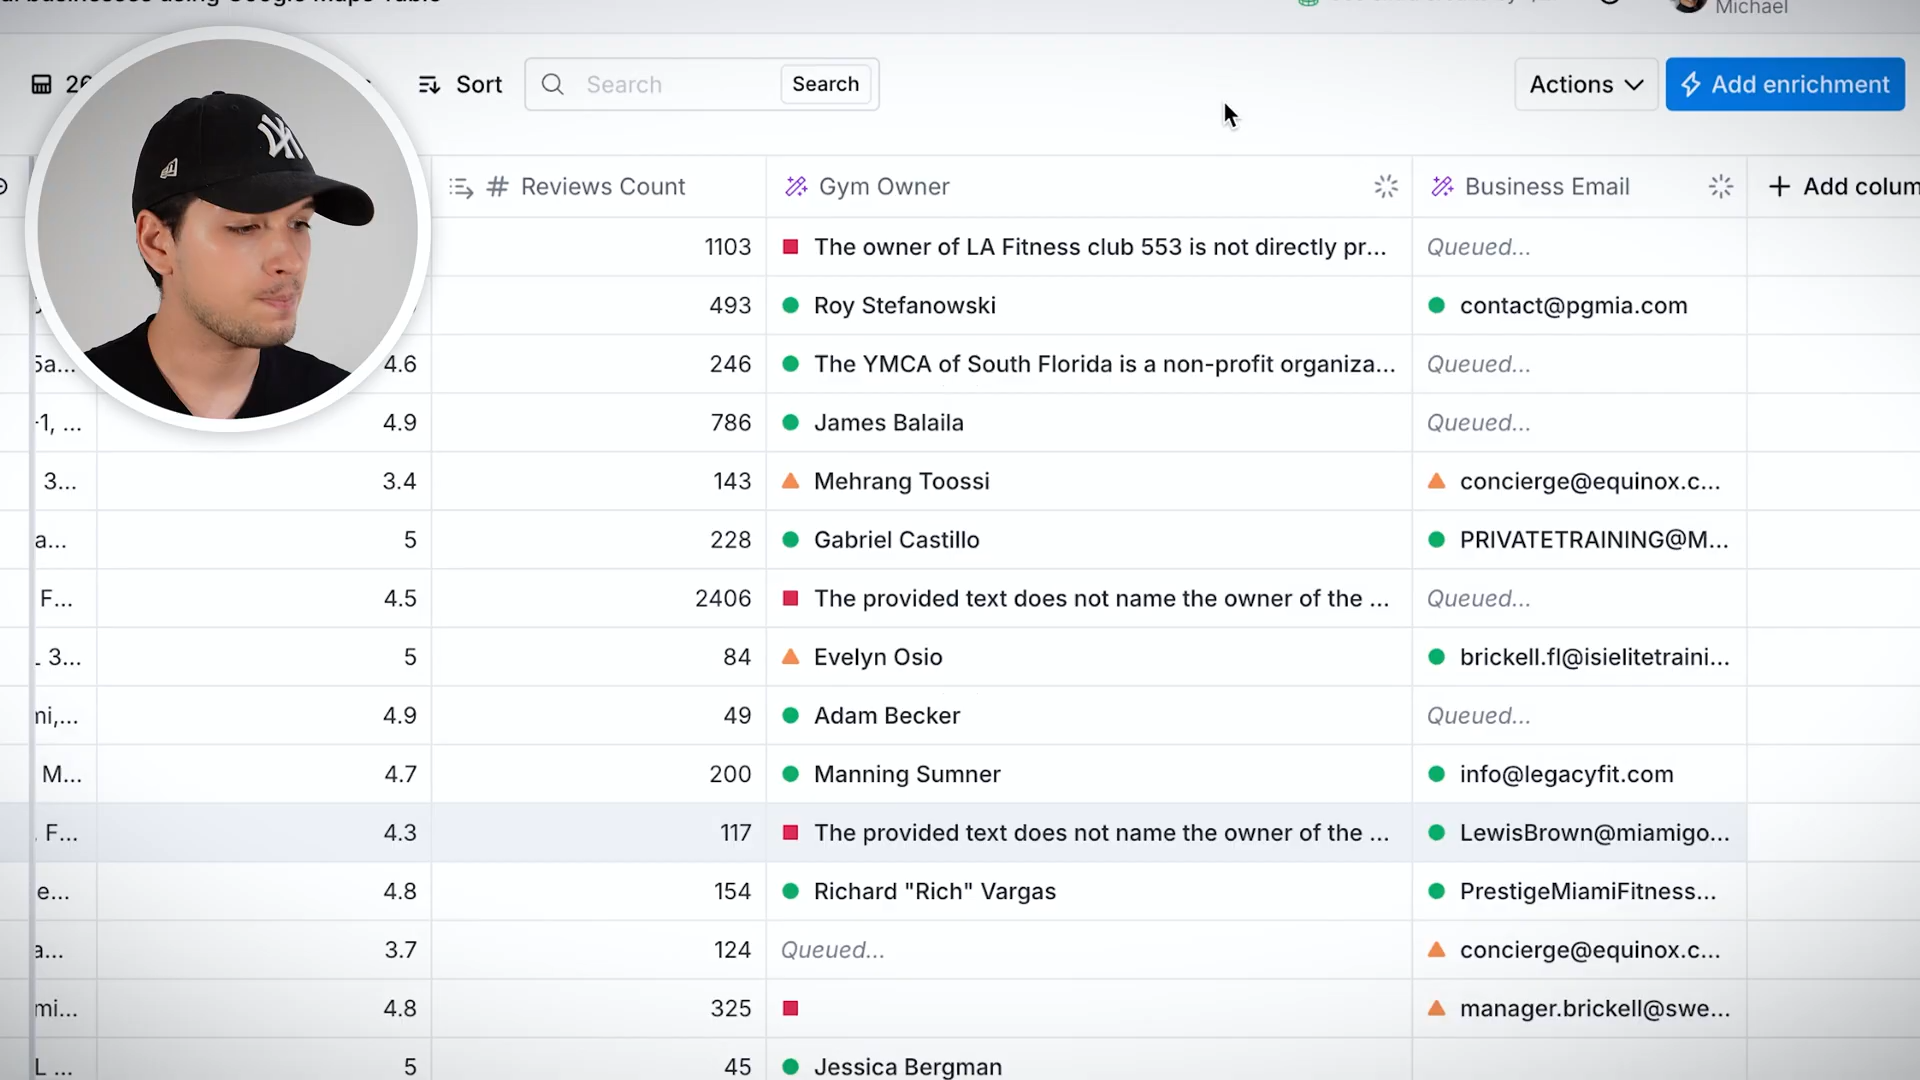 Michael
Sort
Search
Search
Actions
Add enrichment
# Reviews Count
Gym Owner
Business Email
+ Add colum
1103
The owner of LA Fitness club 553 is not directly pr...
Queued...
493
Roy Stefanowski
contact@pgmia.com
5a...
4.6
246
The YMCA of South Florida is a non-profit organiza...
Queued...
-1, ...
4.9
786
James Balaila
Queued...
3...
3.4
143
Mehrang Toossi
concierge@equinox.c...
a...
5
228
Gabriel Castillo
PRIVATETRAINING@M...
F...
4.5
2406
The provided text does not name the owner of the ...
Queued...
3...
5
84
Evelyn Osio
brickell.fl@isielitetraini...
ni,...
4.9
49
Adam Becker
Queued...
M...
4.7
200
Manning Sumner
info@legacyfit.com
F...
4.3
117
The provided text does not name the owner of the ...
LewisBrown@miamigo...
e...
4.8
154
Richard "Rich" Vargas
PrestigeMiamiFitness...
a...
3.7
124
Queued...
concierge@equinox.c...
mi...
4.8
325
manager.brickell@swe...
L ...
5
45
Jessica Bergman